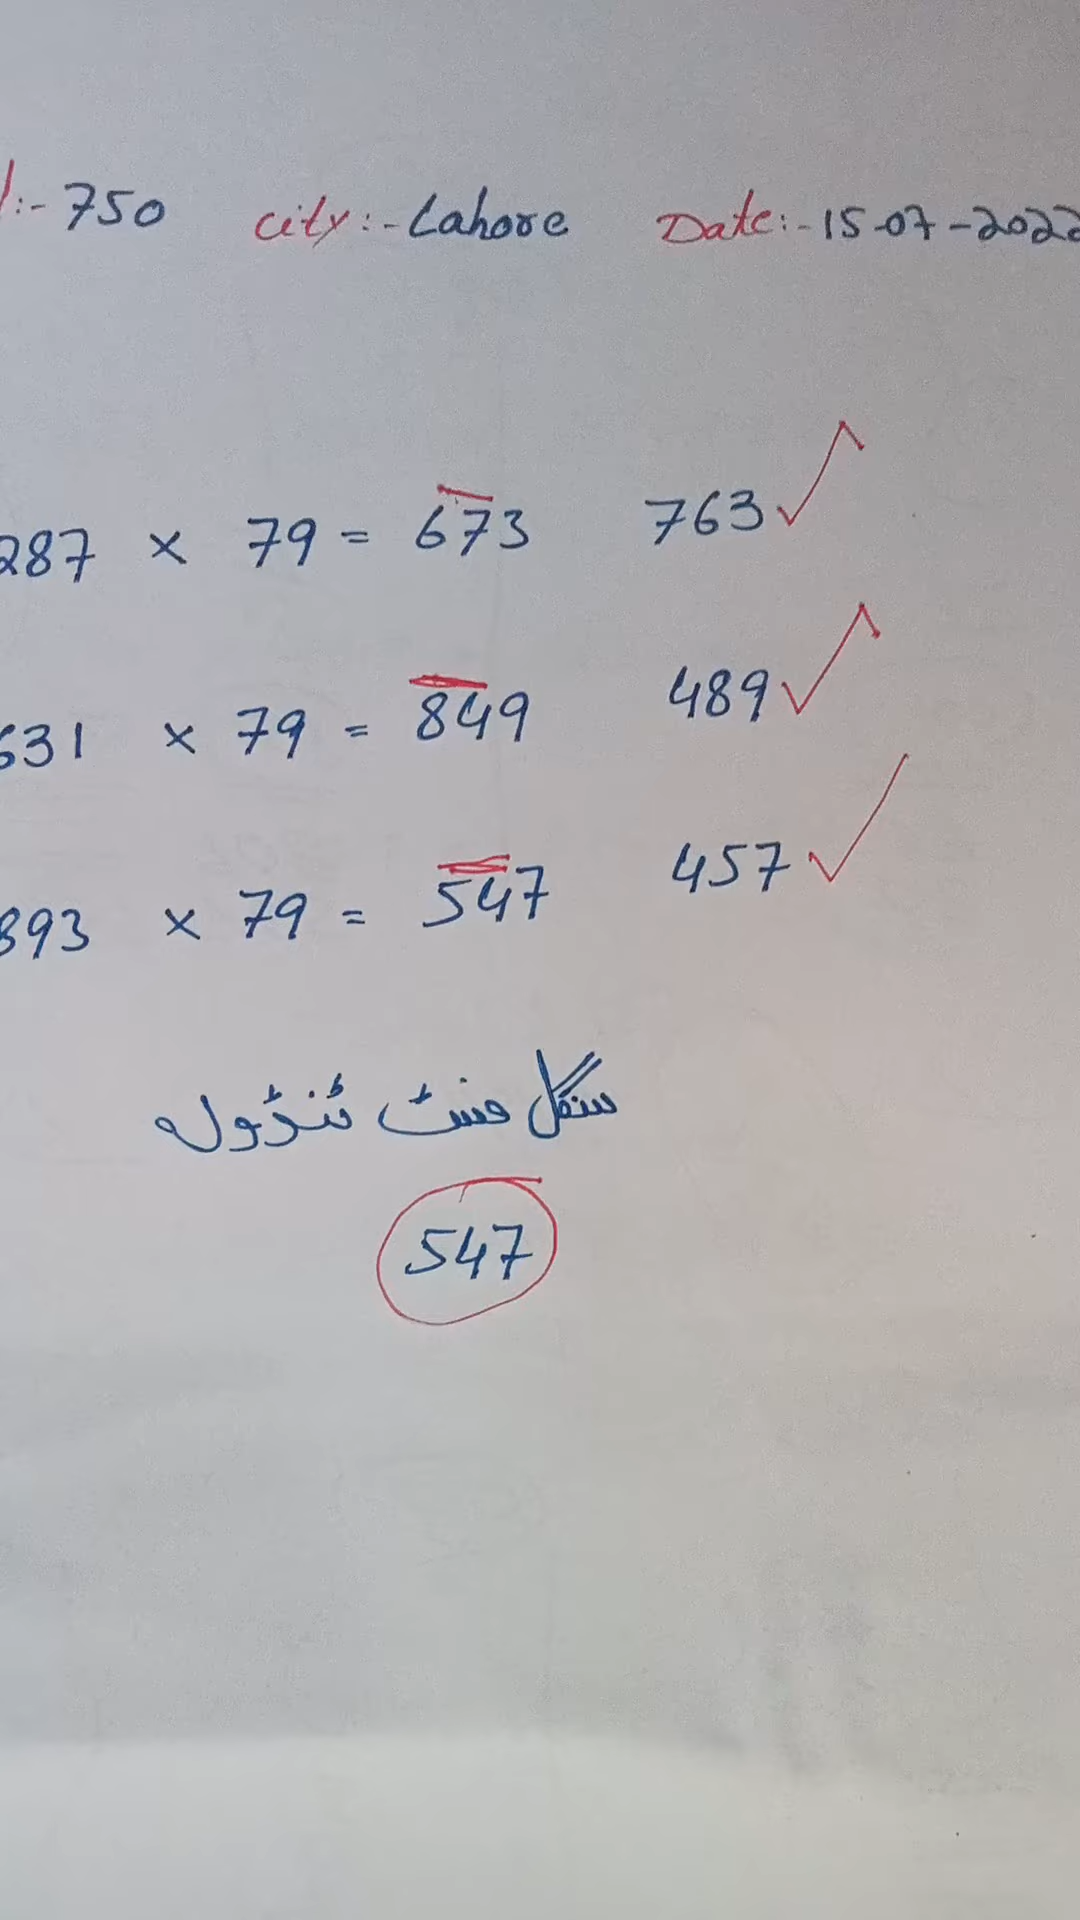 :- 750 City :- Lahore Date:- 15-07-2022
287 × 79 = 673 763
631 × 79 = 849 489
893 × 79 = 547 457
سنگل فسٹ ٹنڈولہ
547